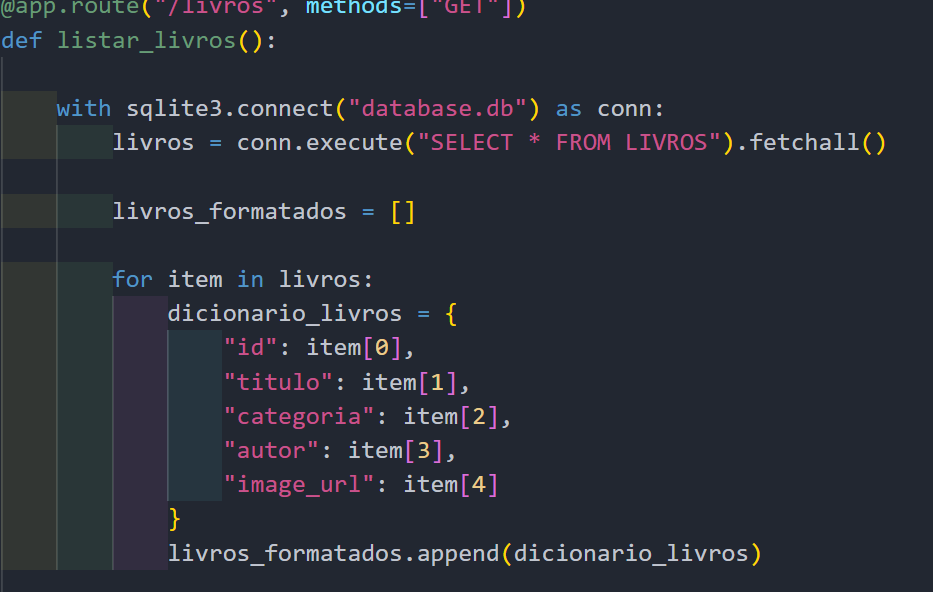 @app.route("/livros", methods=["GET"])
def listar_livros():
with sqlite3.connect("database.db") as conn:
livros = conn.execute("SELECT * FROM LIVROS").fetchall()
livros_formatados = []
for item in livros:
dicionario_livros = {
"id": item[0],
"titulo": item[1],
"categoria": item[2],
"autor": item[3],
"image_url": item[4]
}
livros_formatados.append(dicionario_livros)